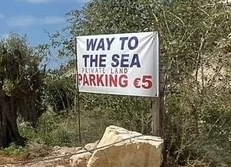 WAY TO
THE SEA
PRIVATE LAND
PARKING €5